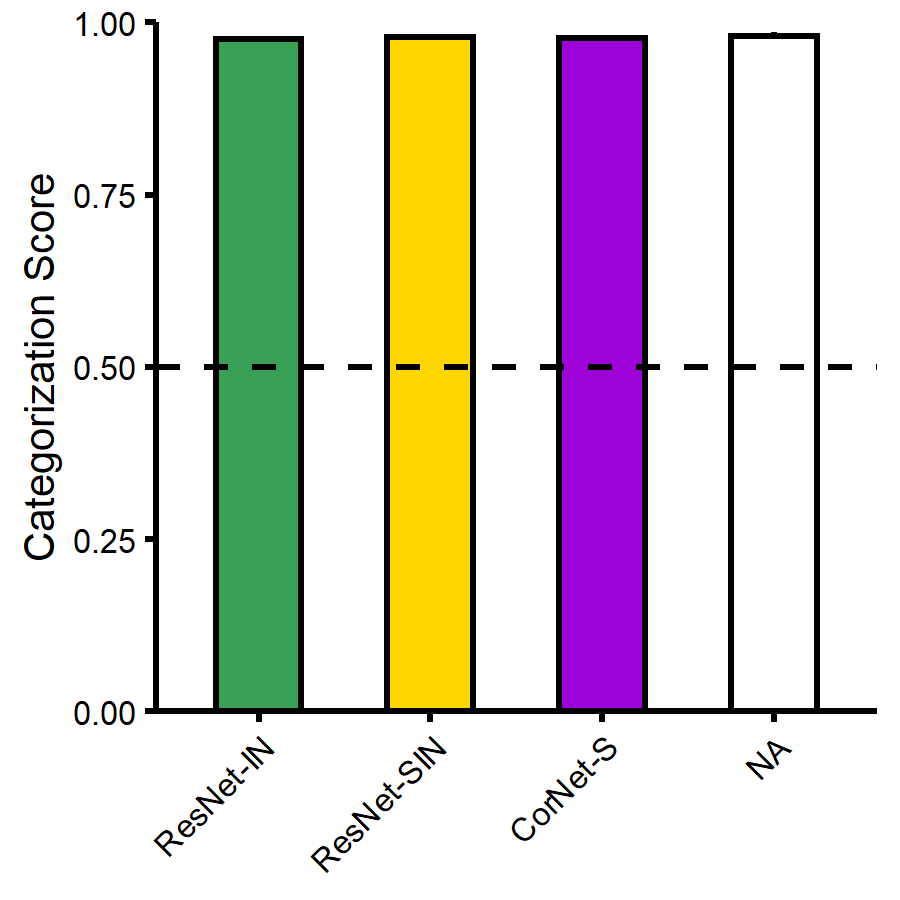 Categorization Score
1.00
0.75
0.50
0.25
0.00
ResNet-IN
ResNet-SIN
CorNet-S
NA